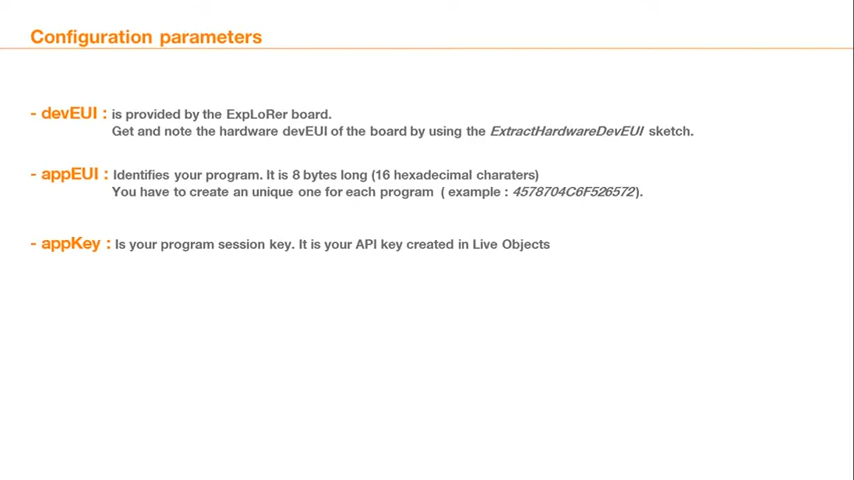 Configuration parameters
- devEUI : is provided by the ExpLoRer board.
Get and note the hardware devEUI of the board by using the ExtractHardwareDevEUI sketch.
- appEUI : Identifies your program. It is 8 bytes long (16 hexadecimal charaters)
You have to create an unique one for each program ( example : 4578704C6F526572).
- appKey : Is your program session key. It is your API key created in Live Objects